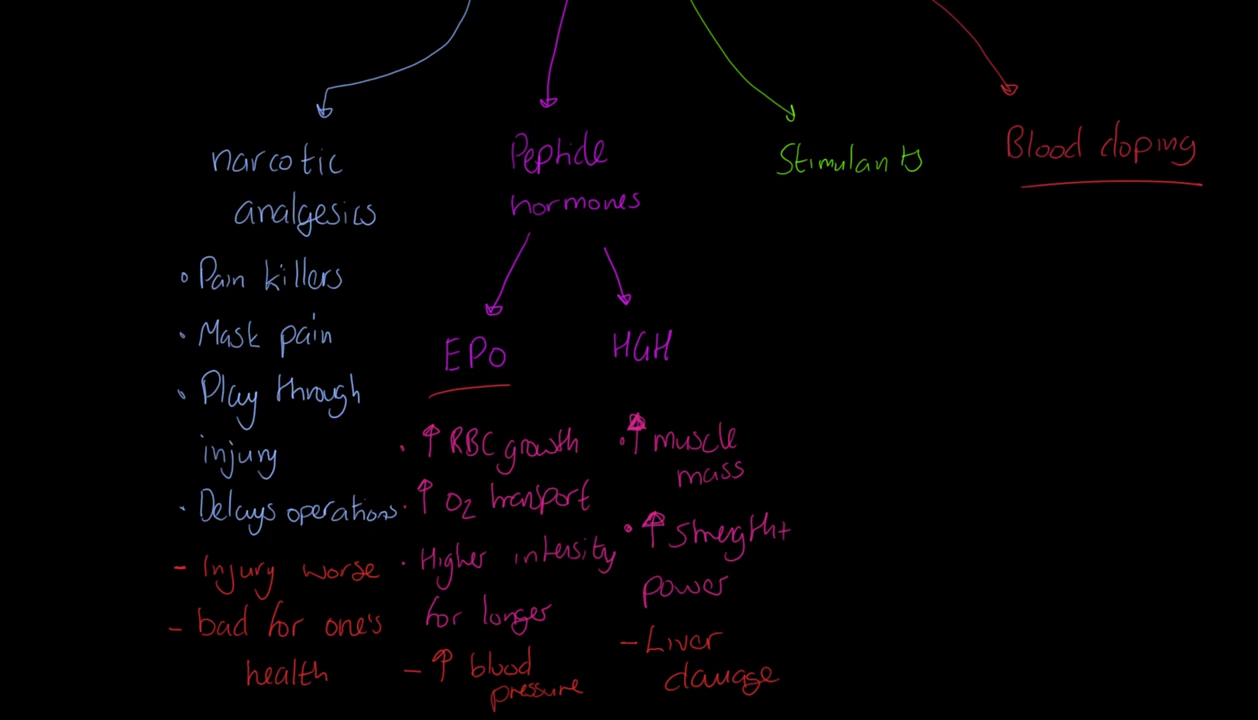 narcotic
analgesics
• Pain killers
• Mask pain
• Play through
injury
• Delays operations
- Injury worse
- bad for one's
health
Peptide
hormones
EPO
• ↑ RBC growth
• ↑ O2 transport
• Higher intensity
for longer
- ↑ blood
pressure
HGH
• ↑ muscle
mass
• ↑ Strength +
power
- Liver
damage
Stimulants
Blood doping